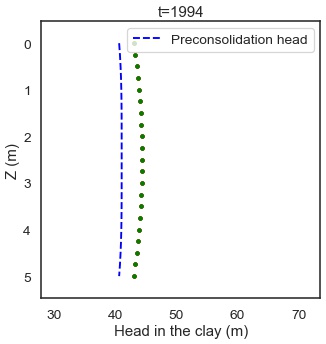 t=1994
Preconsolidation head
0
1
2
3
4
5
Z (m)
30 40 50 60 70
Head in the clay (m)